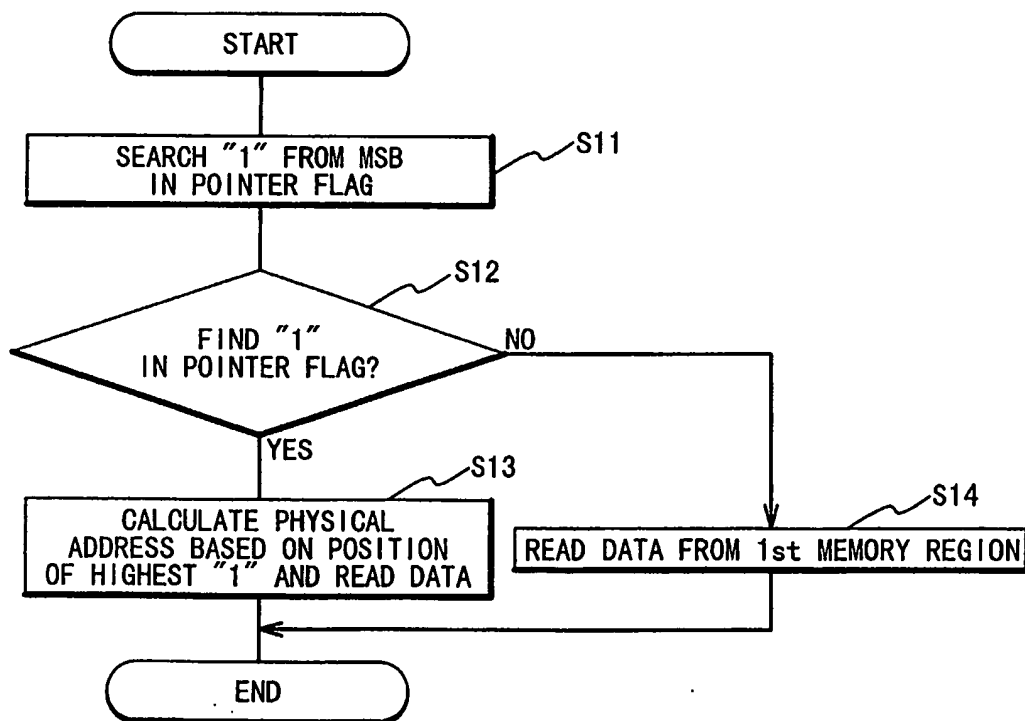 START
SEARCH "1" FROM MSB
IN POINTER FLAG
S11
S12
FIND "1"
IN POINTER FLAG?
NO
YES
S13
CALCULATE PHYSICAL
ADDRESS BASED ON POSITION
OF HIGHEST "1" AND READ DATA
S14
READ DATA FROM 1st MEMORY REGION
END